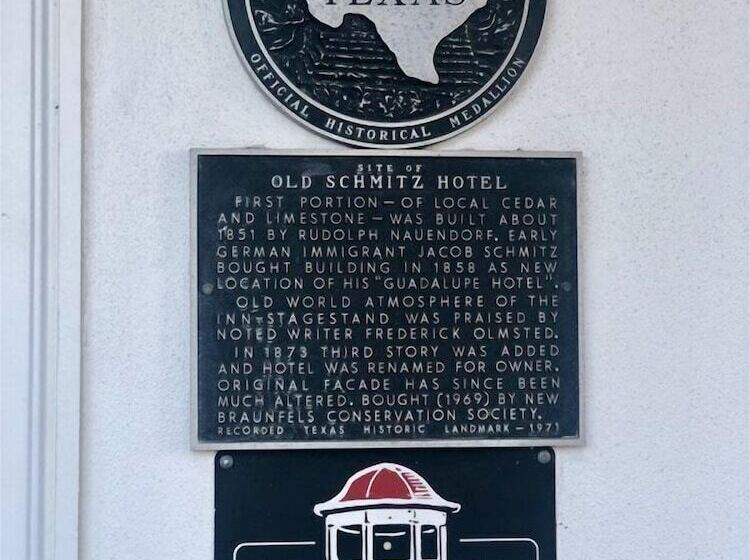 TEXAS
OFFICIAL HISTORICAL MEDALLION
SITE OF
OLD SCHMITZ HOTEL
FIRST PORTION — OF LOCAL CEDAR
AND LIMESTONE — WAS BUILT ABOUT
1851 BY RUDOLPH NAUENDORF. EARLY
GERMAN IMMIGRANT JACOB SCHMITZ
BOUGHT BUILDING IN 1858 AS NEW
LOCATION OF HIS "GUADALUPE HOTEL".
OLD WORLD ATMOSPHERE OF THE
INN-STAGESTAND WAS PRAISED BY
NOTED WRITER FREDERICK OLMSTED.
IN 1873 THIRD STORY WAS ADDED
AND HOTEL WAS RENAMED FOR OWNER.
ORIGINAL FACADE HAS SINCE BEEN
MUCH ALTERED. BOUGHT (1969) BY NEW
BRAUNFELS CONSERVATION SOCIETY.
RECORDED TEXAS HISTORIC LANDMARK — 1971